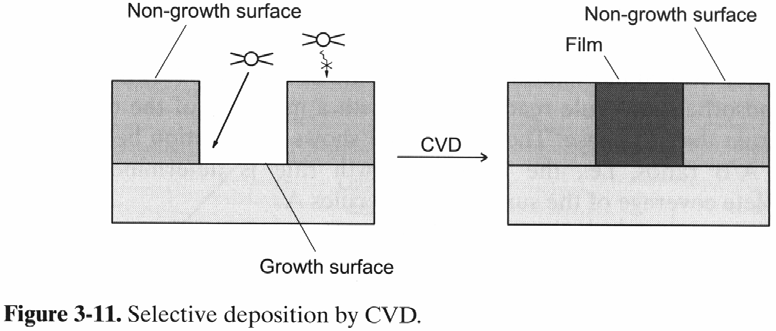 Non-growth surface
Non-growth surface
Film
CVD
Growth surface
Figure 3-11. Selective deposition by CVD.